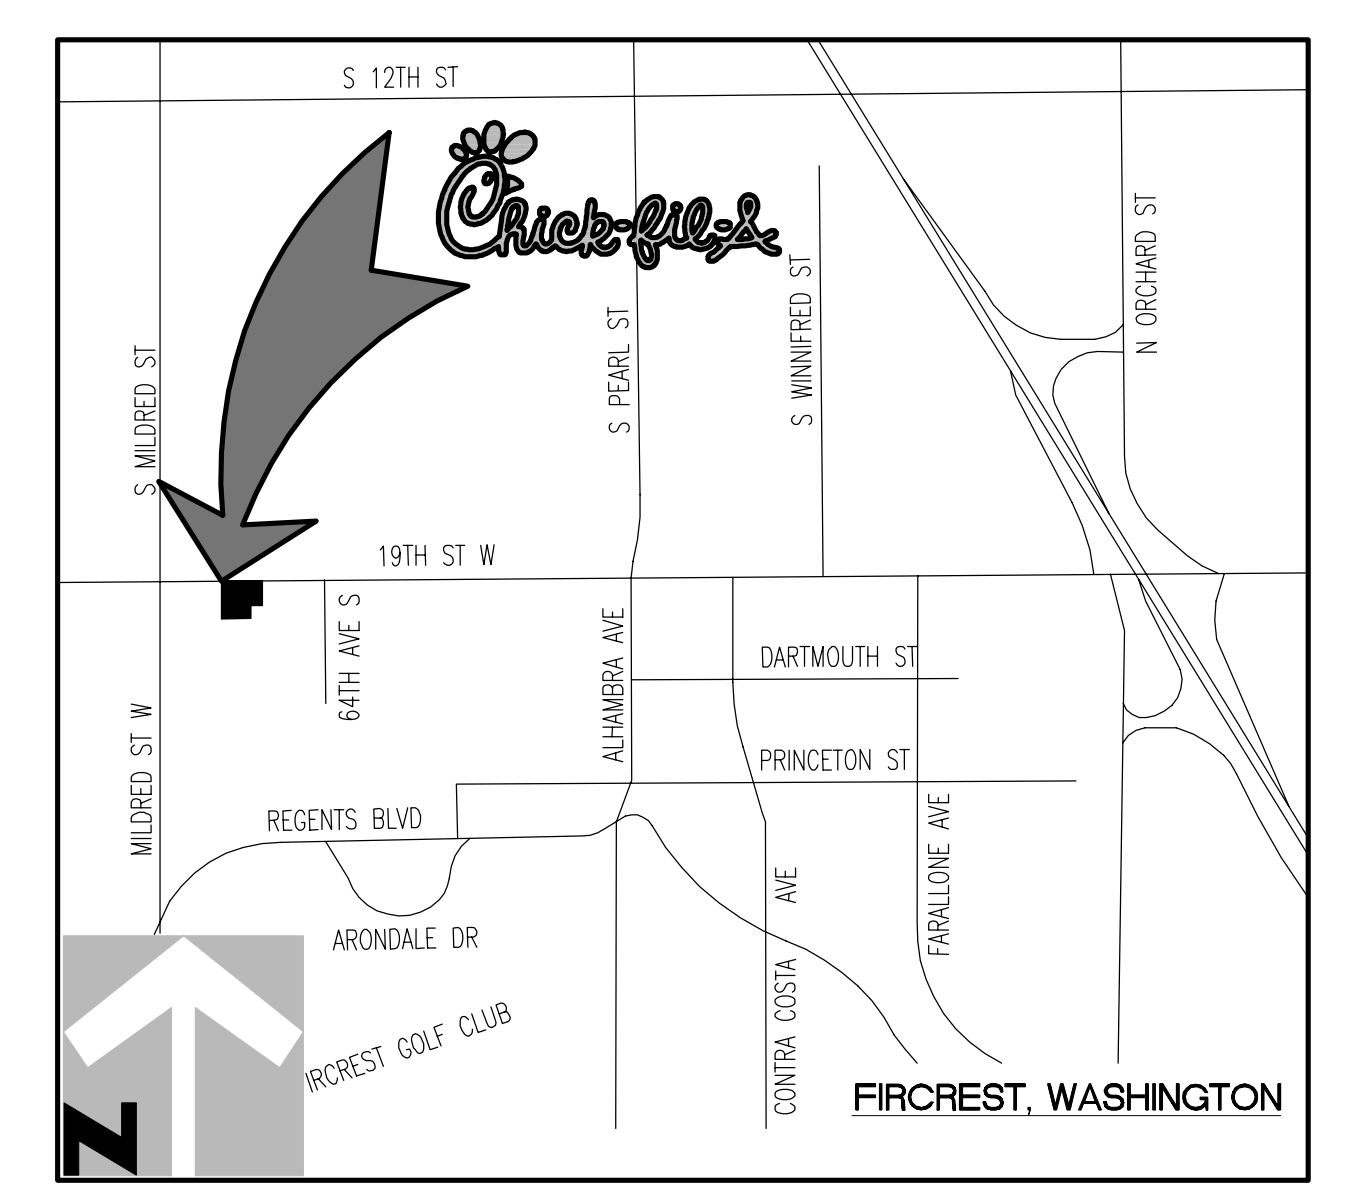 S 12TH ST
Chick-fil-A
N ORCHARD ST
S WINNIFRED ST
S PEARL ST
S MILDRED ST
19TH ST W
64TH AVE S
ALHAMBRA AVE
DARTMOUTH ST
MILDRED ST W
PRINCETON ST
REGENTS BLVD
FARALLONE AVE
CONTRA COSTA AVE
ARONDALE DR
IRCREST GOLF CLUB
FIRCREST, WASHINGTON
N